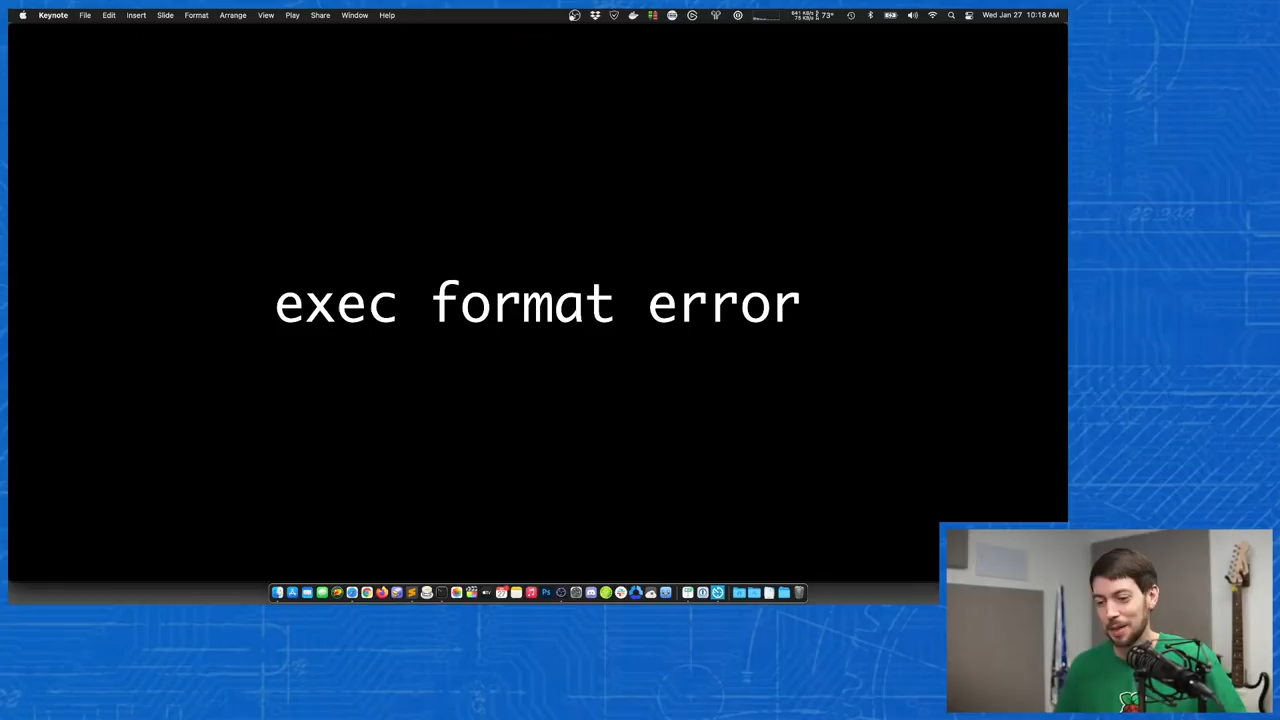 Keynote File Edit Insert Slide Format Arrange View Play Share Window Help 73° Wed Jan 27 10:18 AM
exec format error